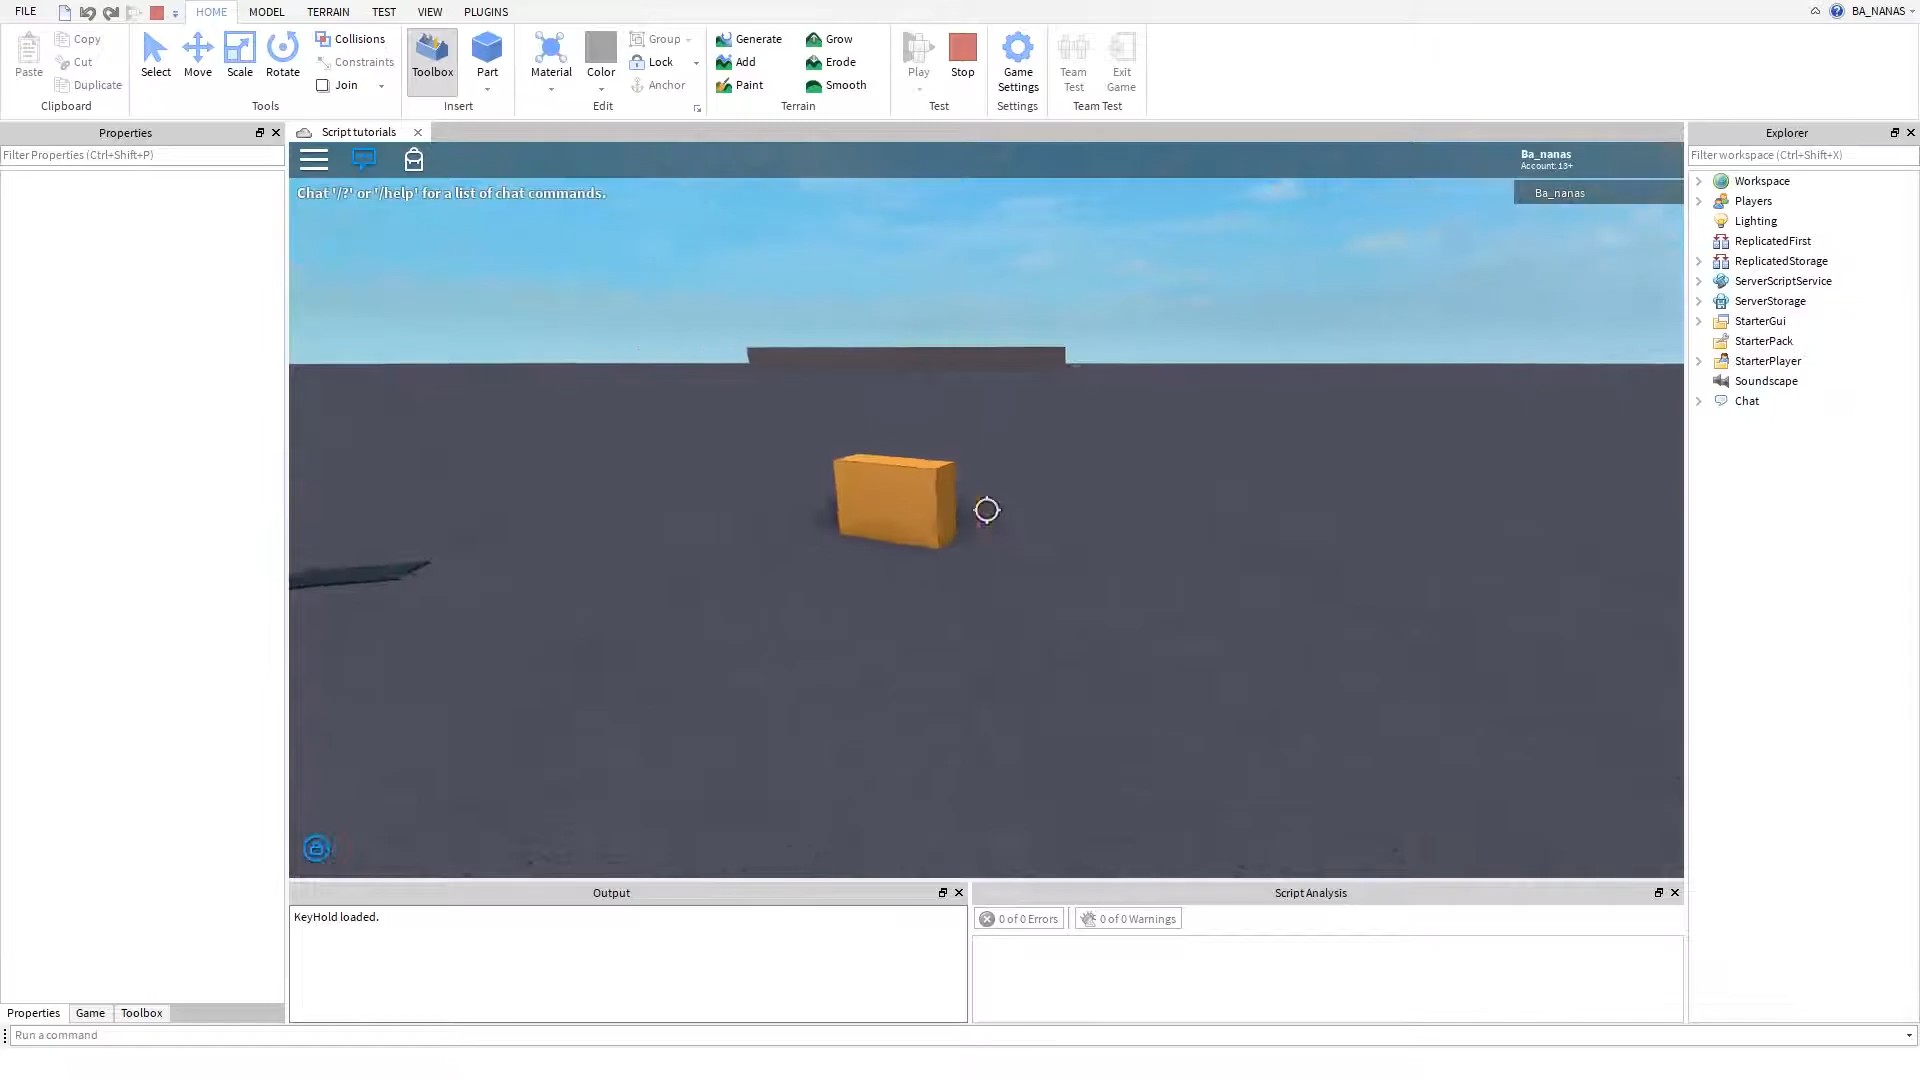 FILE HOME MODEL TERRAIN TEST VIEW PLUGINS BA_NANAS
Paste Copy Cut Duplicate
Clipboard
Select Move Scale Rotate Collisions Constraints Join
Tools
Toolbox Part
Insert
Material Color Group Lock Anchor
Edit
Generate Grow
Add Erode
Paint Smooth
Terrain
Play Stop
Test
Game Settings
Settings
Team Test Exit Game
Team Test
Properties
Filter Properties (Ctrl+Shift+P)
Script tutorials
Chat '/?' or '/help' for a list of chat commands.
Ba_nanas
Account: 13+
Ba_nanas
Explorer
Filter workspace (Ctrl+Shift+X)
Workspace
Players
Lighting
ReplicatedFirst
ReplicatedStorage
ServerScriptService
ServerStorage
StarterGui
StarterPack
StarterPlayer
Soundscape
Chat
Output
KeyHold loaded.
Script Analysis
0 of 0 Errors 0 of 0 Warnings
Properties Game Toolbox
Run a command